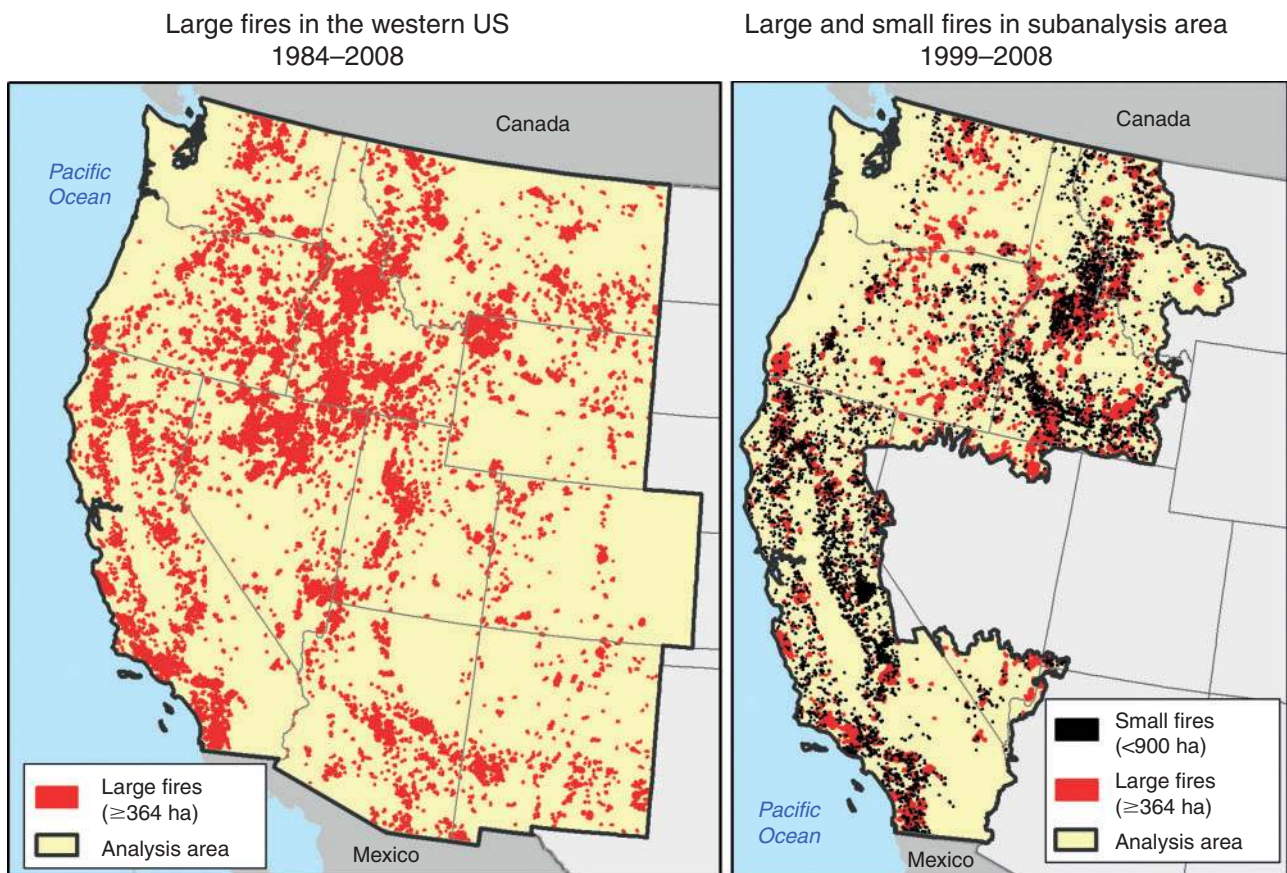 Large fires in the western US
1984–2008
Canada
Pacific
Ocean
Large fires
(≥364 ha)
Analysis area
Mexico
Large and small fires in subanalysis area
1999–2008
Canada
Pacific
Ocean
Mexico
Small fires
(<900 ha)
Large fires
(≥364 ha)
Analysis area